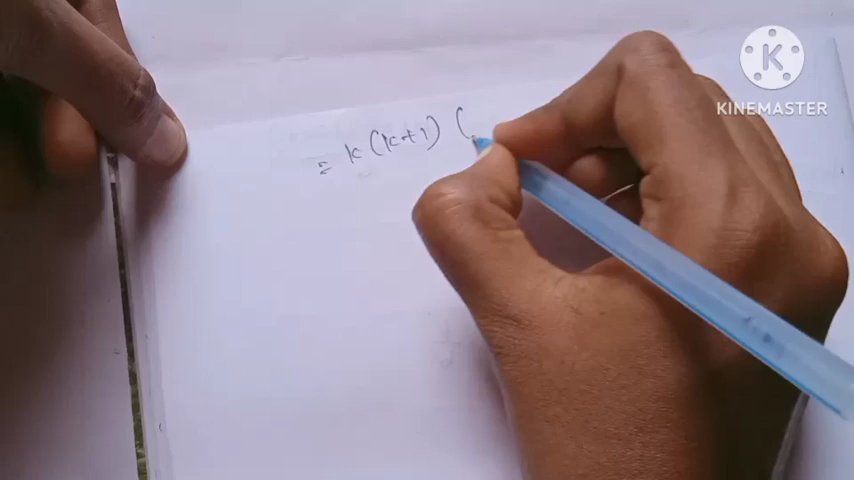 = k (k+1) (
KINEMASTER